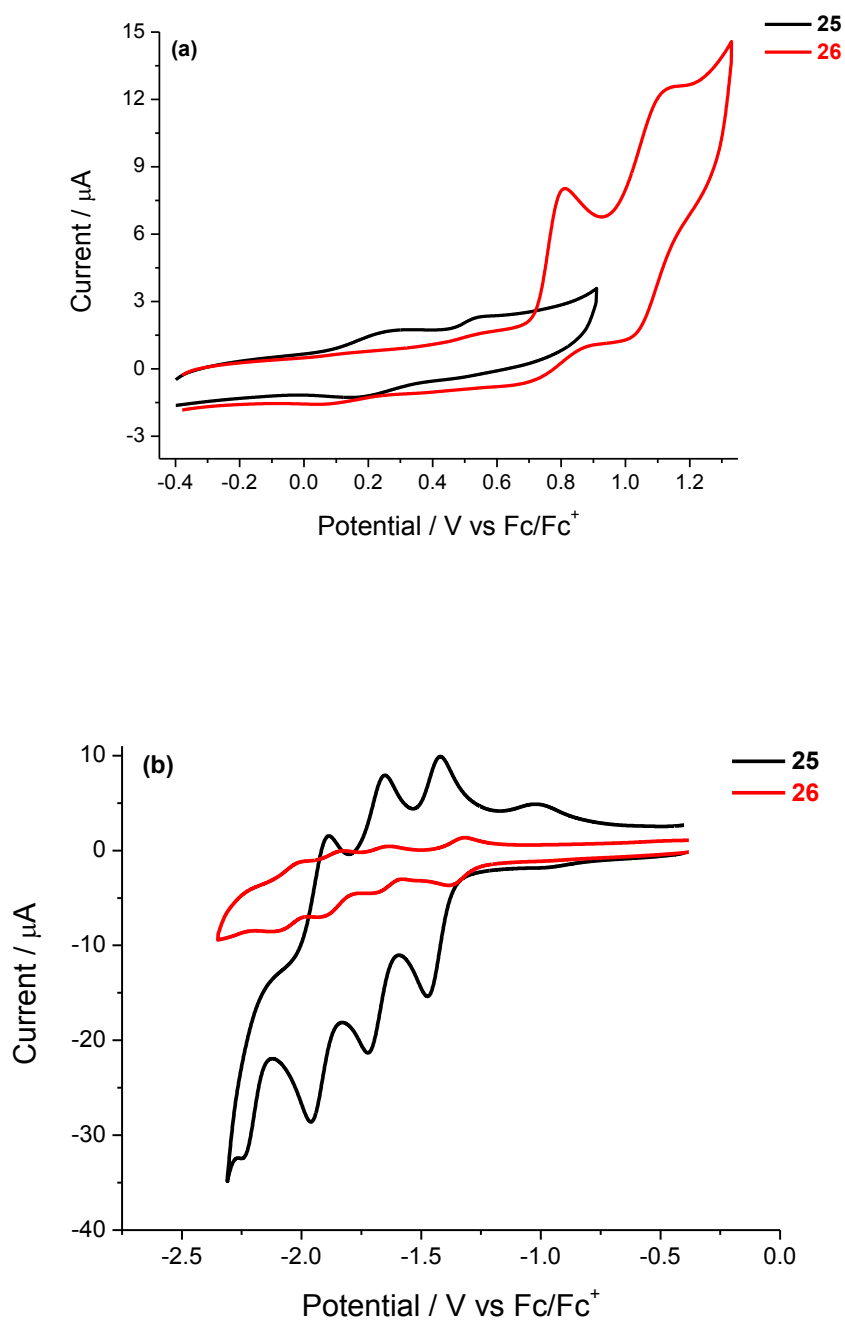 (a)
25
26
15
12
9
6
3
0
-3
Current / μA
-0.4 -0.2 0.0 0.2 0.4 0.6 0.8 1.0 1.2
Potential / V vs Fc/Fc⁺
(b)
25
26
10
0
-10
-20
-30
-40
Current / μA
-2.5 -2.0 -1.5 -1.0 -0.5 0.0
Potential / V vs Fc/Fc⁺